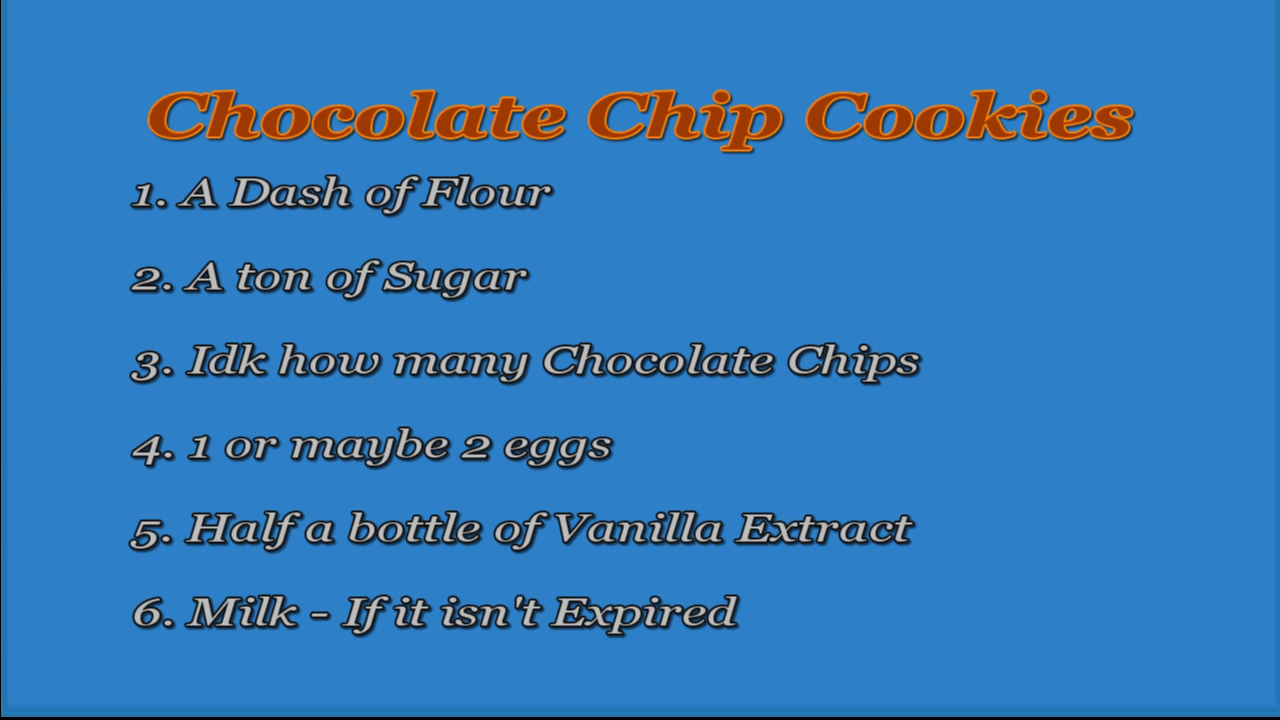 Chocolate Chip Cookies
1. A Dash of Flour
2. A ton of Sugar
3. Idk how many Chocolate Chips
4. 1 or maybe 2 eggs
5. Half a bottle of Vanilla Extract
6. Milk - If it isn't Expired